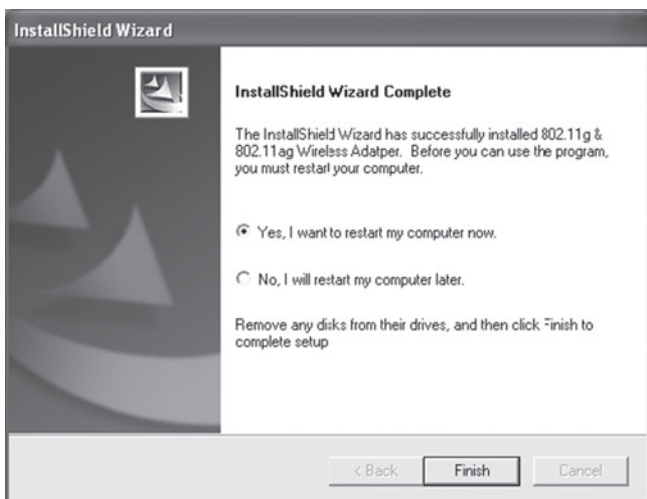 InstallShield Wizard
InstallShield Wizard Complete
The InstallShield Wizard has successfully installed 802.11g &
802.11ag Wireless Adatper. Before you can use the program,
you must restart your computer.
Yes, I want to restart my computer now.
No, I will restart my computer later.
Remove any disks from their drives, and then click Finish to
complete setup
< Back
Finish
Cancel